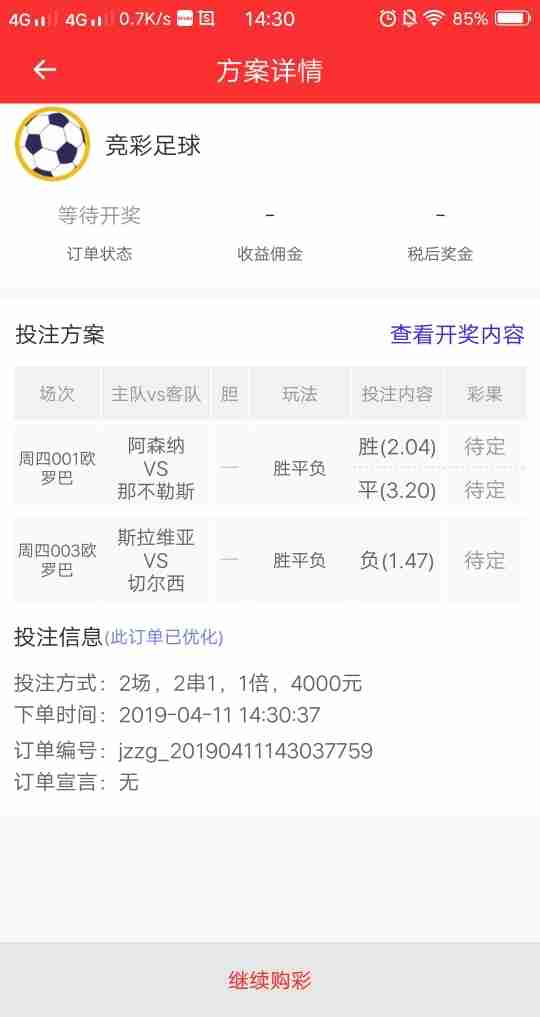 4G 4G 0.7K/s 14:30 85%
方案详情
竞彩足球
等待开奖 - -
订单状态 收益佣金 税后奖金
投注方案 查看开奖内容
场次 主队vs客队 胆 玩法 投注内容 彩果
周四001欧罗巴 阿森纳 VS 那不勒斯 — 胜平负 胜(2.04) 待定
平(3.20) 待定
周四003欧罗巴 斯拉维亚 VS 切尔西 — 胜平负 负(1.47) 待定
投注信息(此订单已优化)
投注方式：2场，2串1，1倍，4000元
下单时间：2019-04-11 14:30:37
订单编号：jzzg_20190411143037759
订单宣言：无
继续购彩